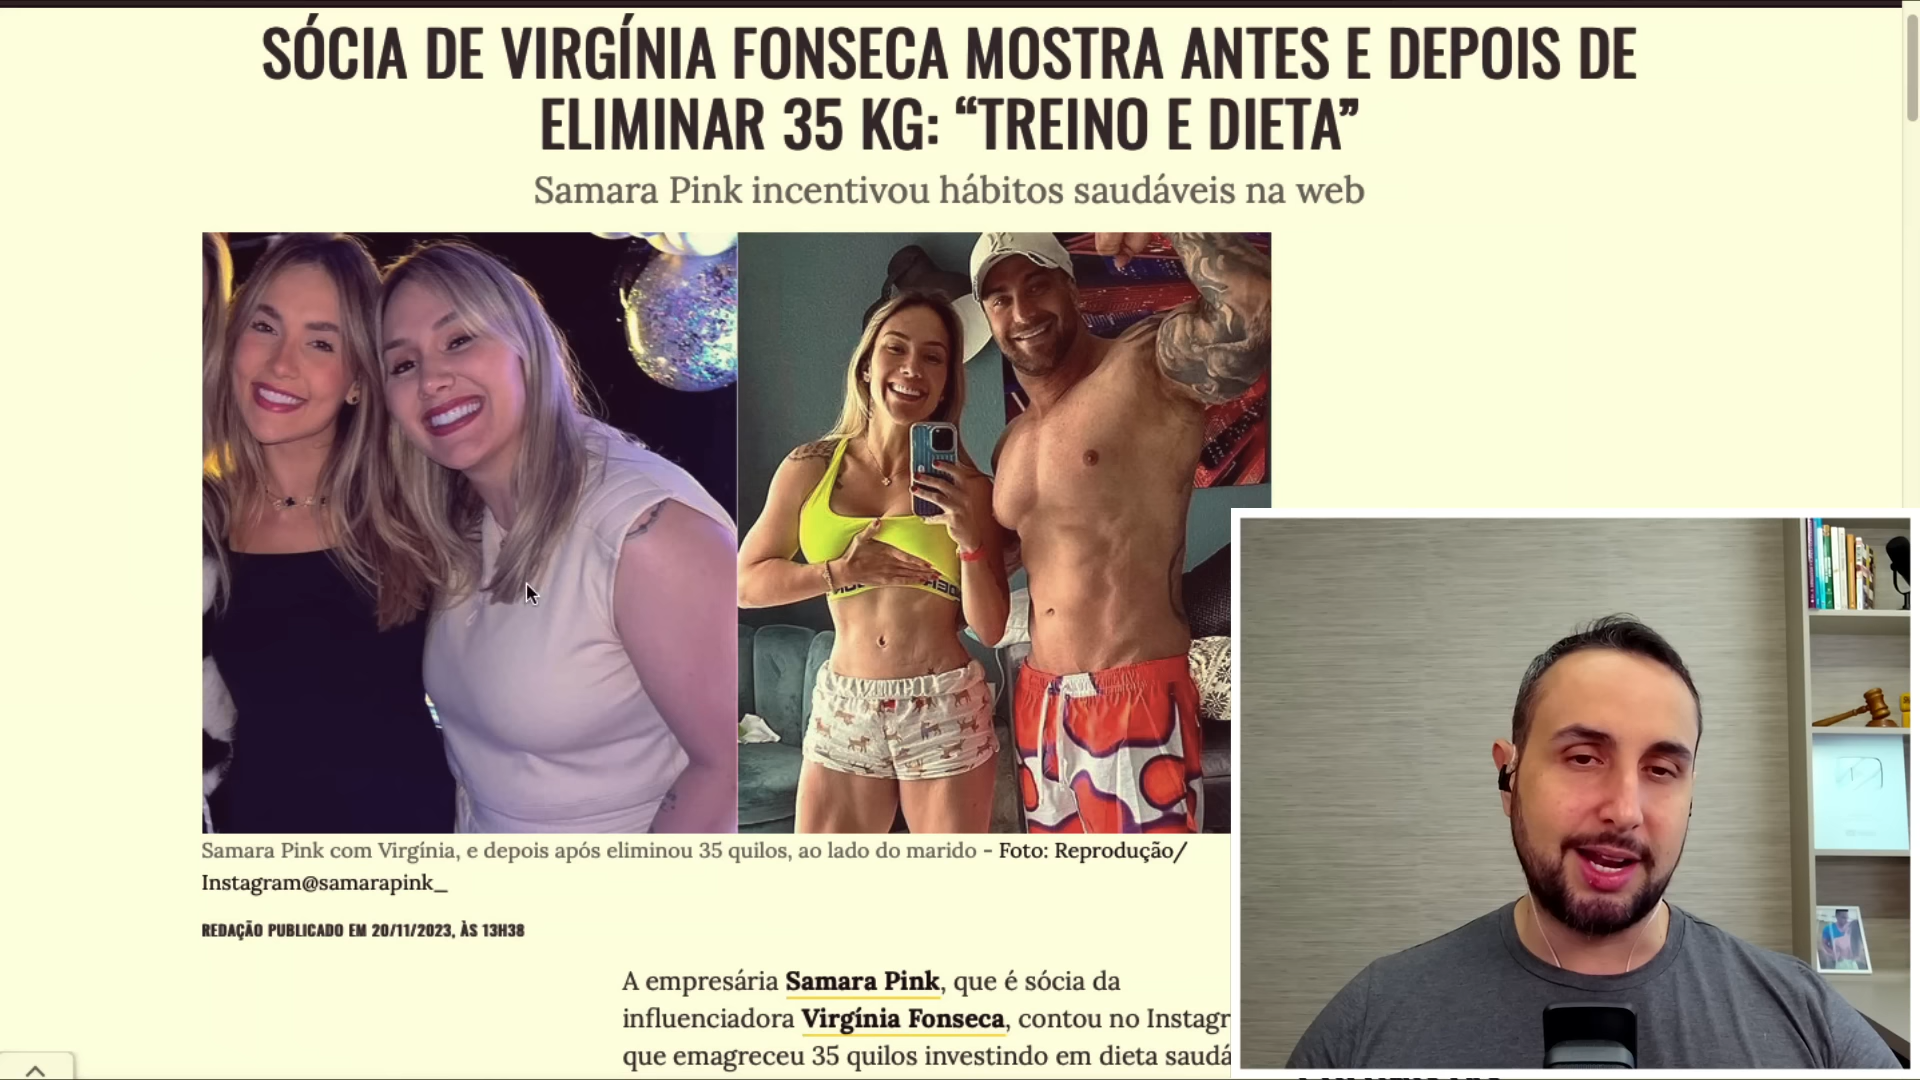 SÓCIA DE VIRGÍNIA FONSECA MOSTRA ANTES E DEPOIS DE
ELIMINAR 35 KG: “TREINO E DIETA”
Samara Pink incentivou hábitos saudáveis na web
Samara Pink com Virgínia, e depois após eliminou 35 quilos, ao lado do marido - Foto: Reprodução/
Instagram@samarapink_
REDAÇÃO PUBLICADO EM 20/11/2023, ÀS 13H38
A empresária Samara Pink, que é sócia da
influenciadora Virgínia Fonseca, contou no Instagr
que emagreceu 35 quilos investindo em dieta saudá